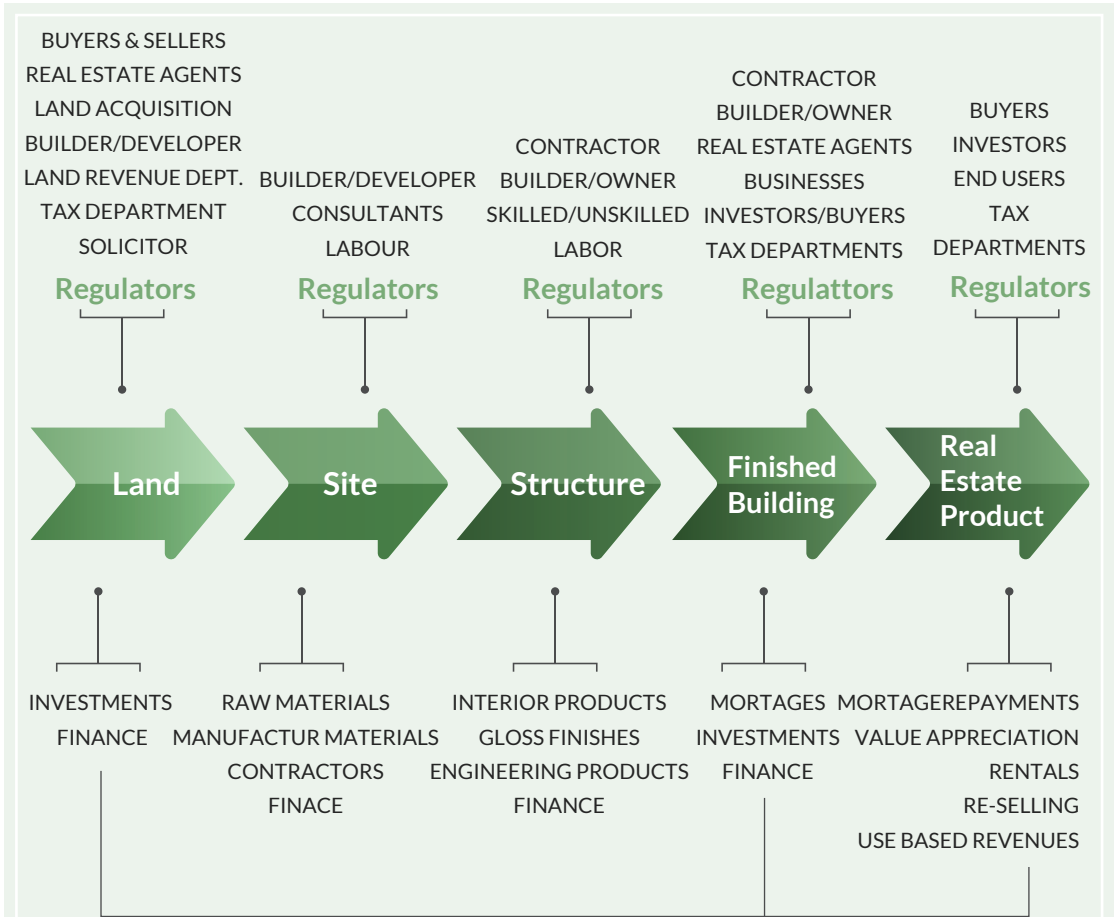 BUYERS & SELLERS
REAL ESTATE AGENTS
LAND ACQUISITION
BUILDER/DEVELOPER
LAND REVENUE DEPT.
TAX DEPARTMENT
SOLICITOR
Regulators
BUILDER/DEVELOPER
CONSULTANTS
LABOUR
Regulators
CONTRACTOR
BUILDER/OWNER
SKILLED/UNSKILLED
LABOR
Regulators
CONTRACTOR
BUILDER/OWNER
REAL ESTATE AGENTS
BUSINESSES
INVESTORS/BUYERS
TAX DEPARTMENTS
Regulattors
BUYERS
INVESTORS
END USERS
TAX
DEPARTMENTS
Regulators
Land
Site
Structure
Finished
Building
Real
Estate
Product
INVESTMENTS
FINANCE
RAW MATERIALS
MANUFACTUR MATERIALS
CONTRACTORS
FINACE
INTERIOR PRODUCTS
GLOSS FINISHES
ENGINEERING PRODUCTS
FINANCE
MORTAGES
INVESTMENTS
FINANCE
MORTAGEREPAYMENTS
VALUE APPRECIATION
RENTALS
RE-SELLING
USE BASED REVENUES